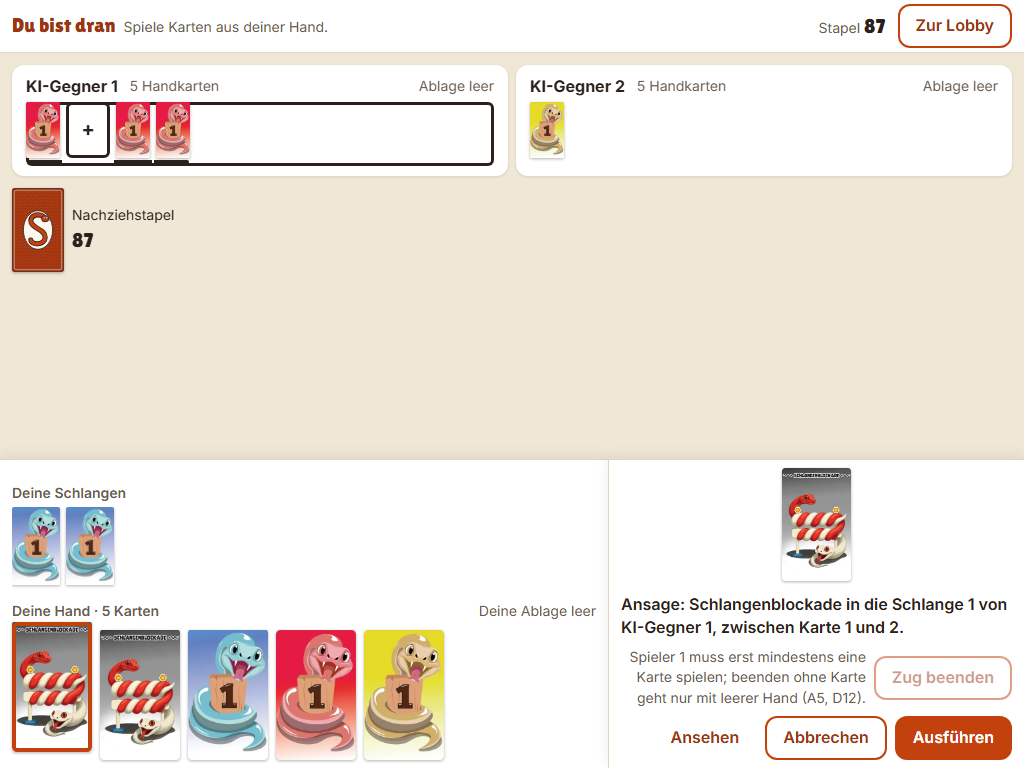 Du bist dran Spiele Karten aus deiner Hand.
Stapel 87 Zur Lobby
KI-Gegner 1 5 Handkarten Ablage leer
1 + 1 1
KI-Gegner 2 5 Handkarten Ablage leer
1
S
Nachziehstapel
87
Deine Schlangen
1 1
Deine Hand · 5 Karten Deine Ablage leer
SCHLANGENBLOCKADE SCHLANGENBLOCKADE
1 1 1
SCHLANGENBLOCKADE
Ansage: Schlangenblockade in die Schlange 1 von
KI-Gegner 1, zwischen Karte 1 und 2.
Spieler 1 muss erst mindestens eine
Karte spielen; beenden ohne Karte
geht nur mit leerer Hand (A5, D12).
Zug beenden
Ansehen Abbrechen Ausführen